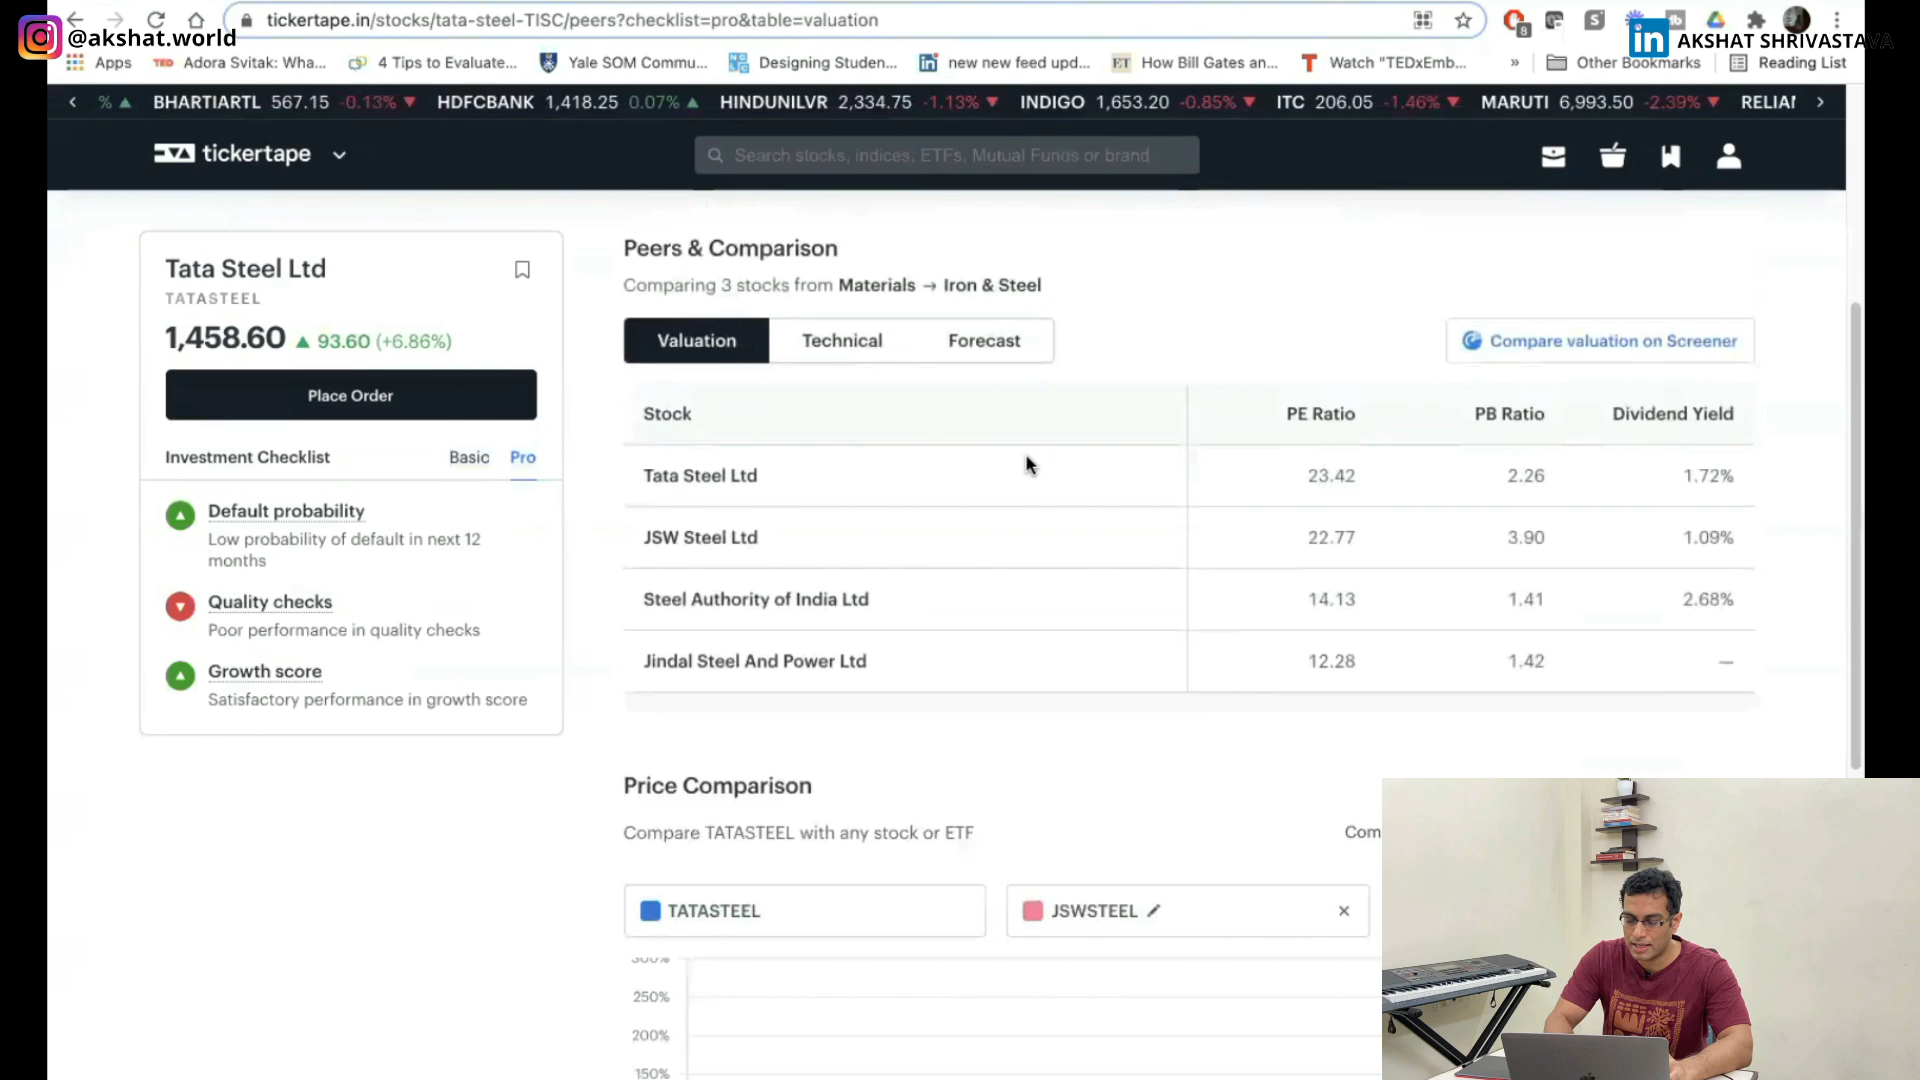 tickertape.in/stocks/tata-steel-TISC/peers?checklist=pro&table=valuation
@akshat.world
in AKSHAT SHRIVASTAVA
Apps TED Adora Svitak: Wha... 4 Tips to Evaluate... Yale SOM Commu... Designing Studen... in new new feed upd... ET How Bill Gates an... T Watch "TEDxEmb... » Other Bookmarks Reading List
% ▲ BHARTIARTL 567.15 -0.13% ▼ HDFCBANK 1,418.25 0.07% ▲ HINDUNILVR 2,334.75 -1.13% ▼ INDIGO 1,653.20 -0.85% ▼ ITC 206.05 -1.46% ▼ MARUTI 6,993.50 -2.39% ▼ RELIA
tickertape
Search stocks, indices, ETFs, Mutual Funds or brand
Tata Steel Ltd
TATASTEEL
1,458.60 ▲ 93.60 (+6.86%)
Place Order
Investment Checklist Basic Pro
Default probability
Low probability of default in next 12
months
Quality checks
Poor performance in quality checks
Growth score
Satisfactory performance in growth score
Peers & Comparison
Comparing 3 stocks from Materials → Iron & Steel
Valuation Technical Forecast
Compare valuation on Screener
Stock PE Ratio PB Ratio Dividend Yield
Tata Steel Ltd 23.42 2.26 1.72%
JSW Steel Ltd 22.77 3.90 1.09%
Steel Authority of India Ltd 14.13 1.41 2.68%
Jindal Steel And Power Ltd 12.28 1.42 —
Price Comparison
Compare TATASTEEL with any stock or ETF
Com
TATASTEEL
JSWSTEEL
300%
250%
200%
150%